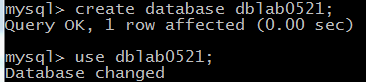 mysql> create database dblab0521;
Query OK, 1 row affected (0.00 sec)
mysql> use dblab0521;
Database changed